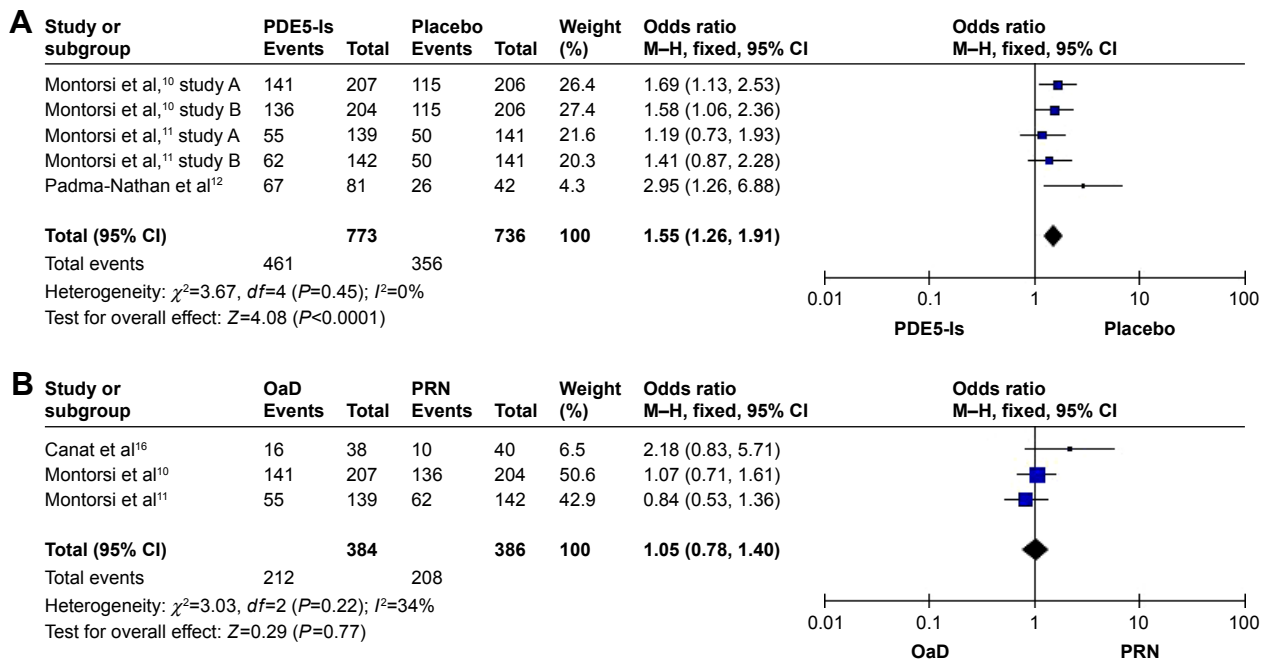 A Study or subgroup PDE5-Is Events Total Placebo Events Total Weight (%) Odds ratio M–H, fixed, 95% CI Odds ratio M–H, fixed, 95% CI
Montorsi et al,10 study A 141 207 115 206 26.4 1.69 (1.13, 2.53)
Montorsi et al,10 study B 136 204 115 206 27.4 1.58 (1.06, 2.36)
Montorsi et al,11 study A 55 139 50 141 21.6 1.19 (0.73, 1.93)
Montorsi et al,11 study B 62 142 50 141 20.3 1.41 (0.87, 2.28)
Padma-Nathan et al12 67 81 26 42 4.3 2.95 (1.26, 6.88)
Total (95% CI) 773 736 100 1.55 (1.26, 1.91)
Total events 461 356
Heterogeneity: χ2=3.67, df=4 (P=0.45); I2=0%
Test for overall effect: Z=4.08 (P<0.0001)
0.01 0.1 1 10 100
PDE5-Is Placebo
B Study or subgroup OaD Events Total PRN Events Total Weight (%) Odds ratio M–H, fixed, 95% CI Odds ratio M–H, fixed, 95% CI
Canat et al16 16 38 10 40 6.5 2.18 (0.83, 5.71)
Montorsi et al10 141 207 136 204 50.6 1.07 (0.71, 1.61)
Montorsi et al11 55 139 62 142 42.9 0.84 (0.53, 1.36)
Total (95% CI) 384 386 100 1.05 (0.78, 1.40)
Total events 212 208
Heterogeneity: χ2=3.03, df=2 (P=0.22); I2=34%
Test for overall effect: Z=0.29 (P=0.77)
0.01 0.1 1 10 100
OaD PRN